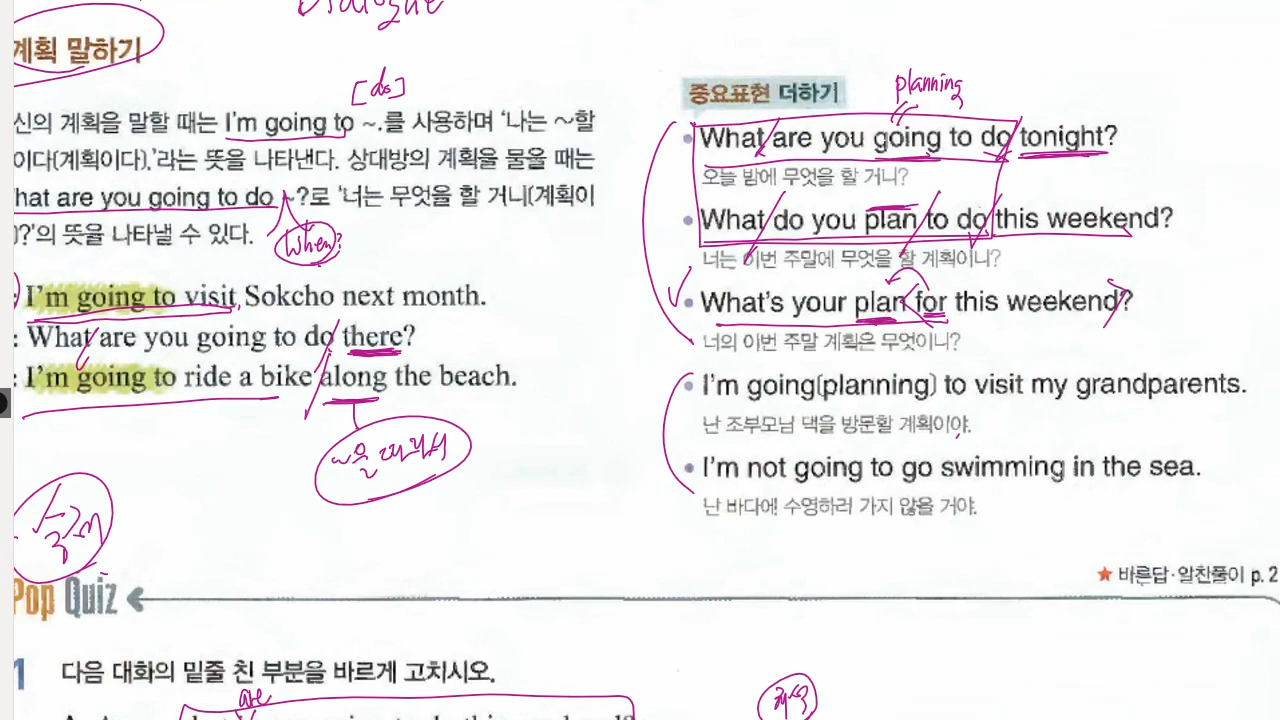 Dialogue
계획 말하기
[do]
신의 계획을 말할 때는 I'm going to ~.를 사용하며 '나는 ~할
이다(계획이다).'라는 뜻을 나타낸다. 상대방의 계획을 물을 때는
hat are you going to do ~?로 '너는 무엇을 할 거니(계획이
)?'의 뜻을 나타낼 수 있다.
When?
I'm going to visit Sokcho next month.
: What are you going to do there?
: I'm going to ride a bike along the beach.
~을 따라서
숙제
중요표현 더하기
planning
• What are you going to do tonight?
오늘 밤에 무엇을 할 거니?
• What do you plan to do this weekend?
너는 이번 주말에 무엇을 할 계획이니?
• What's your plan for this weekend?
너의 이번 주말 계획은 무엇이니?
• I'm going(planning) to visit my grandparents.
난 조부모님 댁을 방문할 계획이야.
• I'm not going to go swimming in the sea.
난 바다에 수영하러 가지 않을 거야.
★ 바른답·알찬풀이 p. 2
Pop Quiz
1 다음 대화의 밑줄 친 부분을 바르게 고치시오.
are